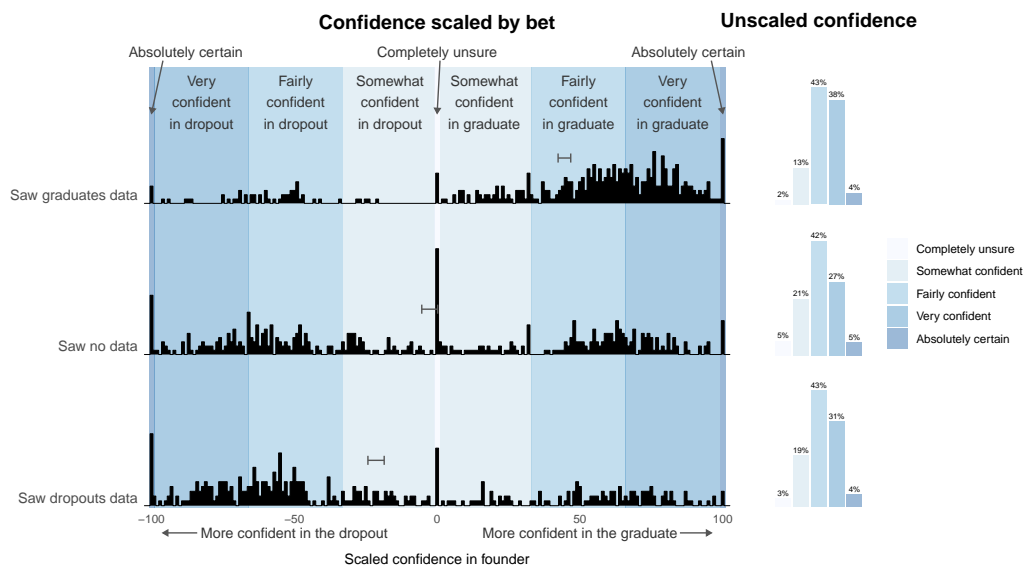 Confidence scaled by bet
Unscaled confidence
Absolutely certain
Completely unsure
Absolutely certain
Very
confident
in dropout
Fairly
confident
in dropout
Somewhat
confident
in dropout
Somewhat
confident
in graduate
Fairly
confident
in graduate
Very
confident
in graduate
Saw graduates data
2%
13%
43%
38%
4%
Saw no data
5%
21%
42%
27%
5%
Completely unsure
Somewhat confident
Fairly confident
Very confident
Absolutely certain
Saw dropouts data
3%
19%
43%
31%
4%
−100
−50
0
50
100
More confident in the dropout
More confident in the graduate
Scaled confidence in founder